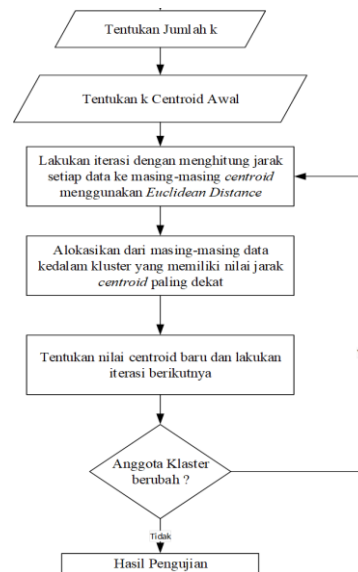 Tentukan Jumlah k
Tentukan k Centroid Awal
Lakukan iterasi dengan menghitung jarak
setiap data ke masing-masing centroid
menggunakan Euclidean Distance
Alokasikan dari masing-masing data
kedalam kluster yang memiliki nilai jarak
centroid paling dekat
Tentukan nilai centroid baru dan lakukan
iterasi berikutnya
Anggota Klaster
berubah ?
Tidak
Hasil Pengujian